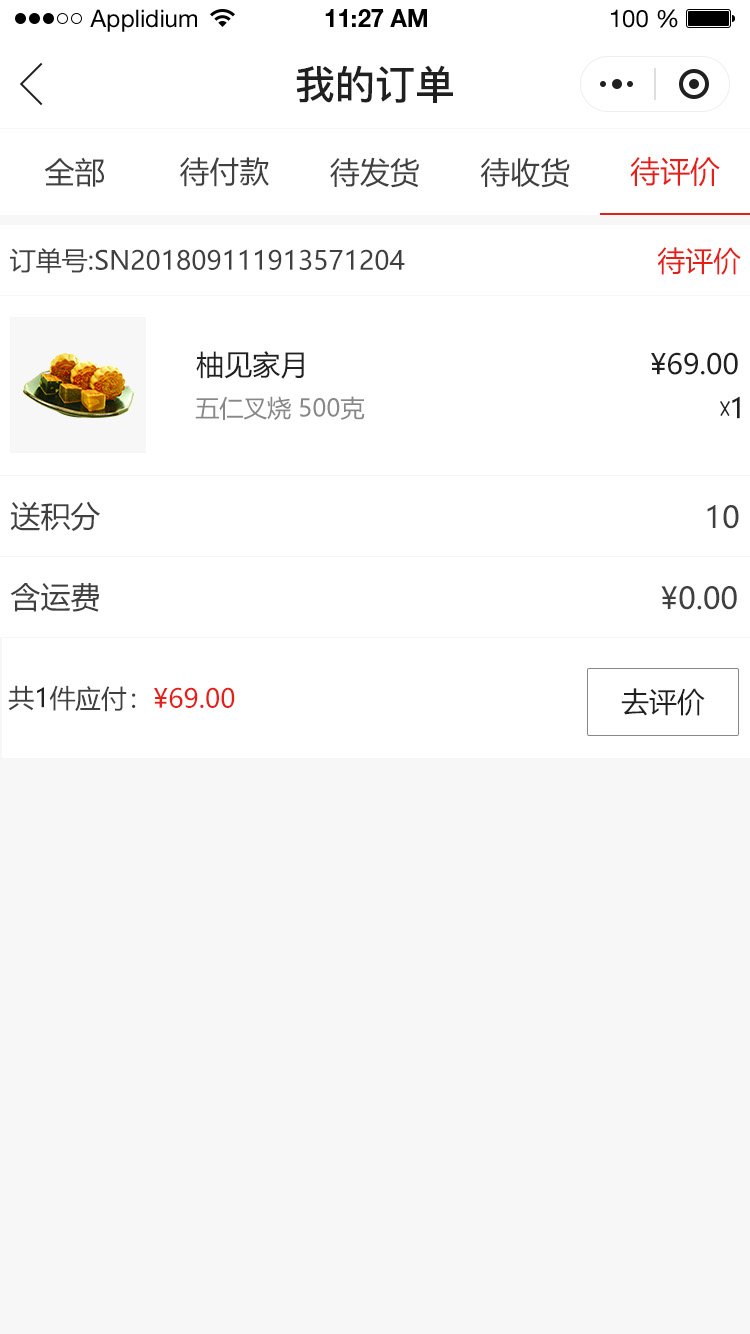 Applidium 11:27 AM 100 %
我的订单
全部 待付款 待发货 待收货 待评价
订单号:SN201809111913571204 待评价
柚见家月 ¥69.00
五仁叉烧 500克 x1
送积分 10
含运费 ¥0.00
共1件应付：¥69.00 去评价